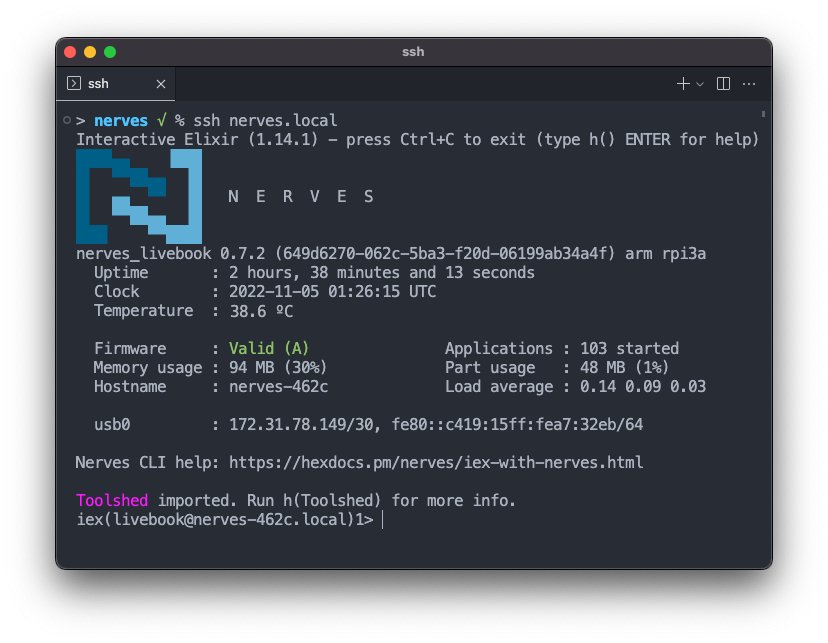 ssh
ssh
> nerves √ % ssh nerves.local
Interactive Elixir (1.14.1) - press Ctrl+C to exit (type h() ENTER for help)
N E R V E S
nerves_livebook 0.7.2 (649d6270-062c-5ba3-f20d-06199ab34a4f) arm rpi3a
Uptime : 2 hours, 38 minutes and 13 seconds
Clock : 2022-11-05 01:26:15 UTC
Temperature : 38.6 ºC
Firmware : Valid (A) Applications : 103 started
Memory usage : 94 MB (30%) Part usage : 48 MB (1%)
Hostname : nerves-462c Load average : 0.14 0.09 0.03
usb0 : 172.31.78.149/30, fe80::c419:15ff:fea7:32eb/64
Nerves CLI help: https://hexdocs.pm/nerves/iex-with-nerves.html
Toolshed imported. Run h(Toolshed) for more info.
iex(livebook@nerves-462c.local)1>